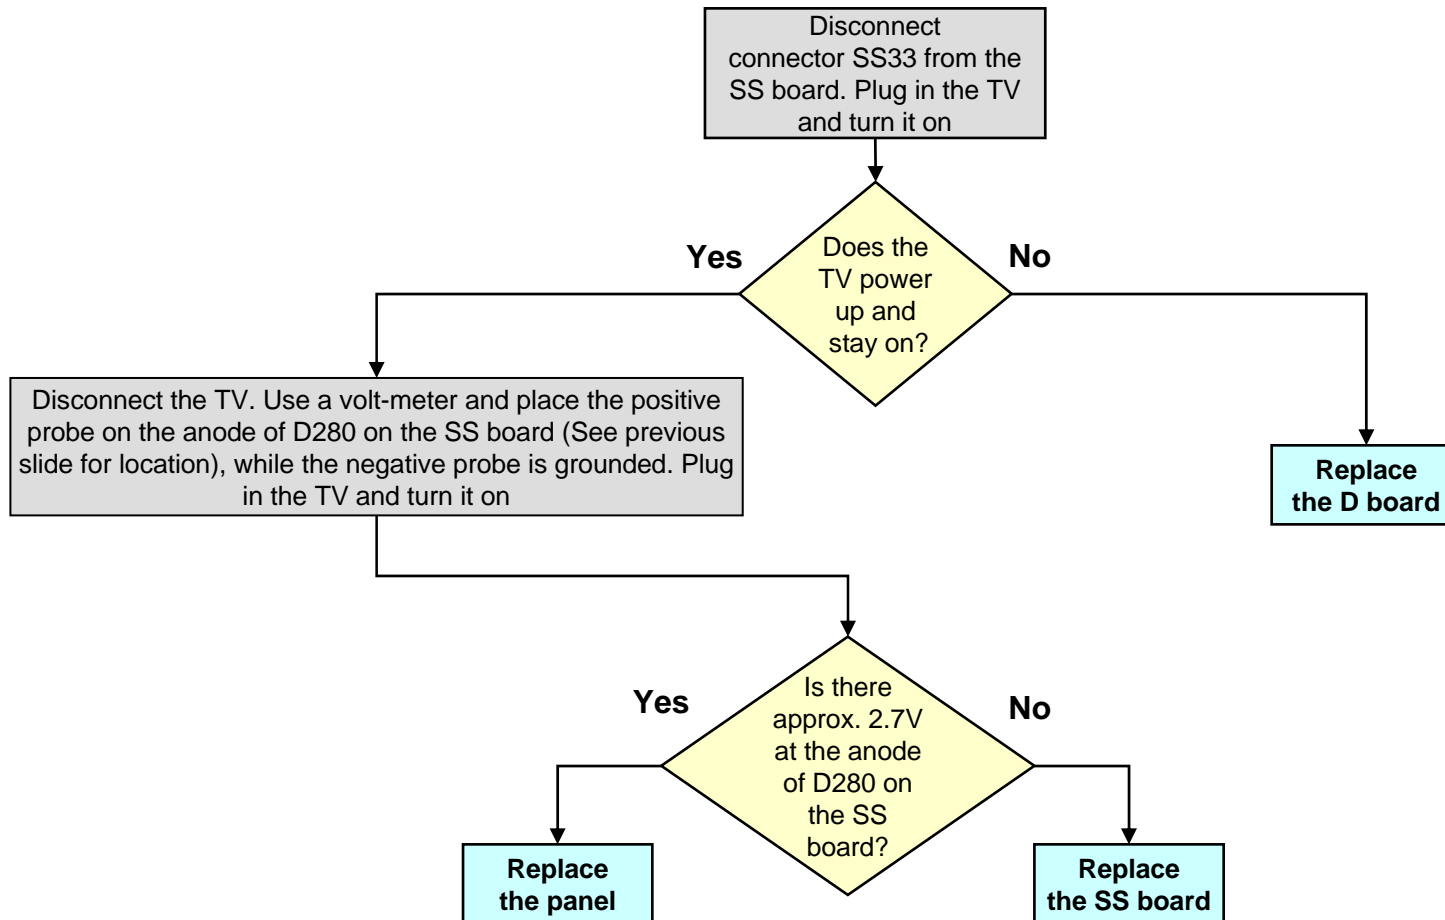 Disconnect
connector SS33 from the
SS board. Plug in the TV
and turn it on
Yes
Does the
TV power
up and
stay on?
No
Disconnect the TV. Use a volt-meter and place the positive
probe on the anode of D280 on the SS board (See previous
slide for location), while the negative probe is grounded. Plug
in the TV and turn it on
Replace
the D board
Yes
Is there
approx. 2.7V
at the anode
of D280 on
the SS
board?
No
Replace
the panel
Replace
the SS board